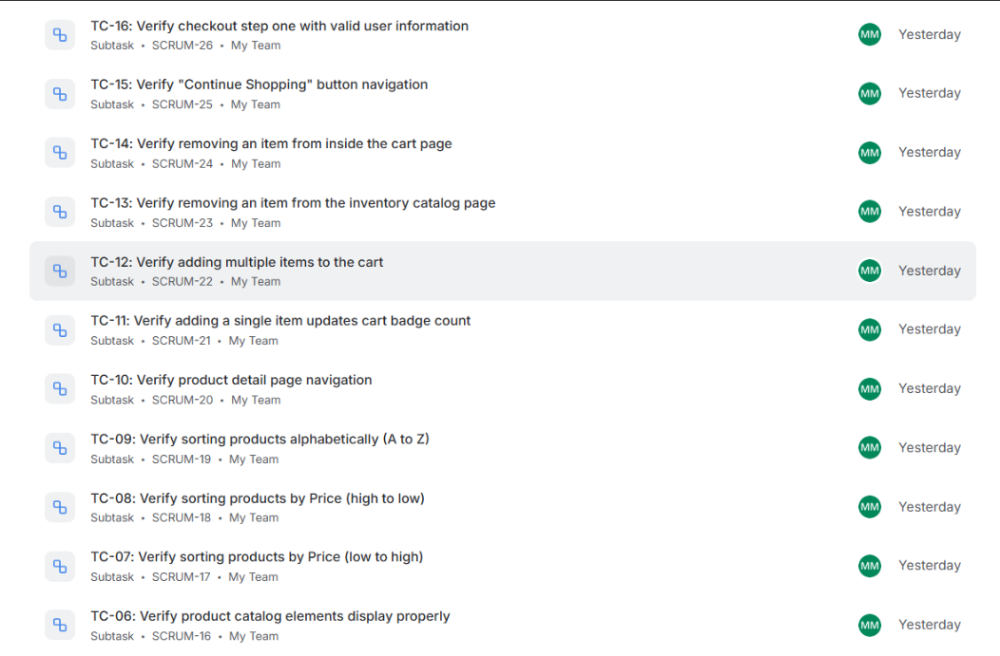 TC-16: Verify checkout step one with valid user information
Subtask • SCRUM-26 • My Team
MM Yesterday
TC-15: Verify "Continue Shopping" button navigation
Subtask • SCRUM-25 • My Team
MM Yesterday
TC-14: Verify removing an item from inside the cart page
Subtask • SCRUM-24 • My Team
MM Yesterday
TC-13: Verify removing an item from the inventory catalog page
Subtask • SCRUM-23 • My Team
MM Yesterday
TC-12: Verify adding multiple items to the cart
Subtask • SCRUM-22 • My Team
MM Yesterday
TC-11: Verify adding a single item updates cart badge count
Subtask • SCRUM-21 • My Team
MM Yesterday
TC-10: Verify product detail page navigation
Subtask • SCRUM-20 • My Team
MM Yesterday
TC-09: Verify sorting products alphabetically (A to Z)
Subtask • SCRUM-19 • My Team
MM Yesterday
TC-08: Verify sorting products by Price (high to low)
Subtask • SCRUM-18 • My Team
MM Yesterday
TC-07: Verify sorting products by Price (low to high)
Subtask • SCRUM-17 • My Team
MM Yesterday
TC-06: Verify product catalog elements display properly
Subtask • SCRUM-16 • My Team
MM Yesterday